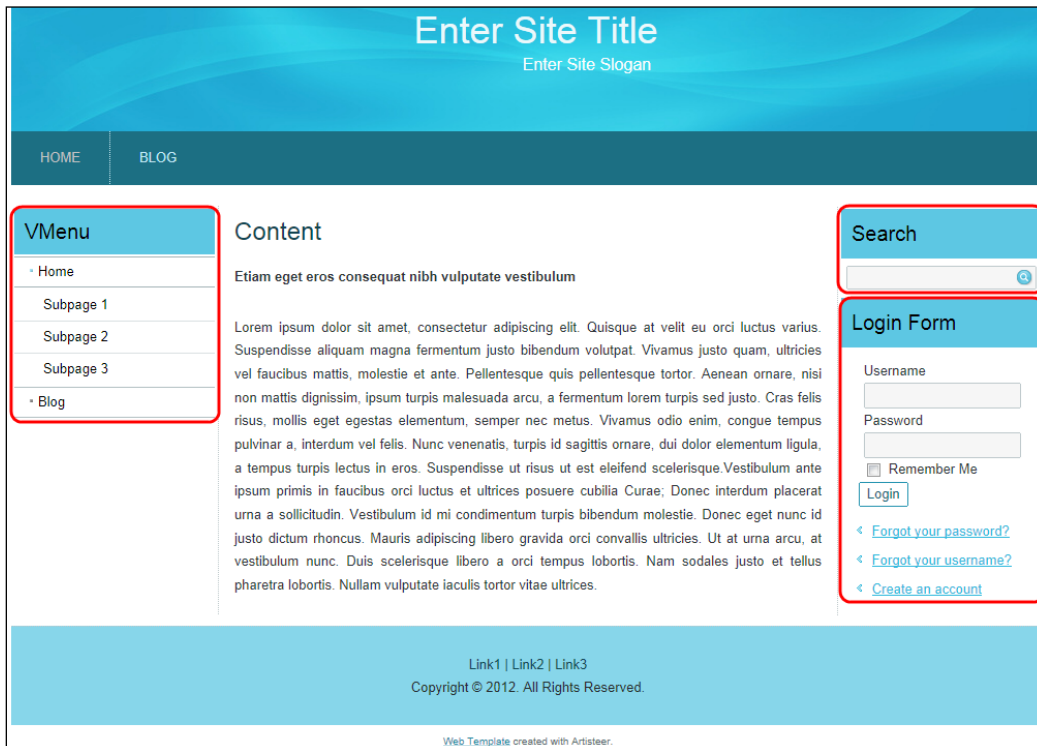 Enter Site Title
Enter Site Slogan
HOME
BLOG
VMenu
Home
Subpage 1
Subpage 2
Subpage 3
Blog
Content
Etiam eget eros consequat nibh vulputate vestibulum
Lorem ipsum dolor sit amet, consectetur adipiscing elit. Quisque at velit eu orci luctus varius.
Suspendisse aliquam magna fermentum justo bibendum volutpat. Vivamus justo quam, ultricies
vel faucibus mattis, molestie et ante. Pellentesque quis pellentesque tortor. Aenean ornare, nisi
non mattis dignissim, ipsum turpis malesuada arcu, a fermentum lorem turpis sed justo. Cras felis
risus, mollis eget egestas elementum, semper nec metus. Vivamus odio enim, congue tempus
pulvinar a, interdum vel felis. Nunc venenatis, turpis id sagittis ornare, dui dolor elementum ligula,
a tempus turpis lectus in eros. Suspendisse ut risus ut est eleifend scelerisque.Vestibulum ante
ipsum primis in faucibus orci luctus et ultrices posuere cubilia Curae; Donec interdum placerat
urna a sollicitudin. Vestibulum id mi condimentum turpis bibendum molestie. Donec eget nunc id
justo dictum rhoncus. Mauris adipiscing libero gravida orci convallis ultricies. Ut at urna arcu, at
vestibulum nunc. Duis scelerisque libero a orci tempus lobortis. Nam sodales justo et tellus
pharetra lobortis. Nullam vulputate iaculis tortor vitae ultrices.
Search
Login Form
Username
Password
Remember Me
Login
Forgot your password?
Forgot your username?
Create an account
Link1 | Link2 | Link3
Copyright © 2012. All Rights Reserved.
Web Template created with Artisteer.